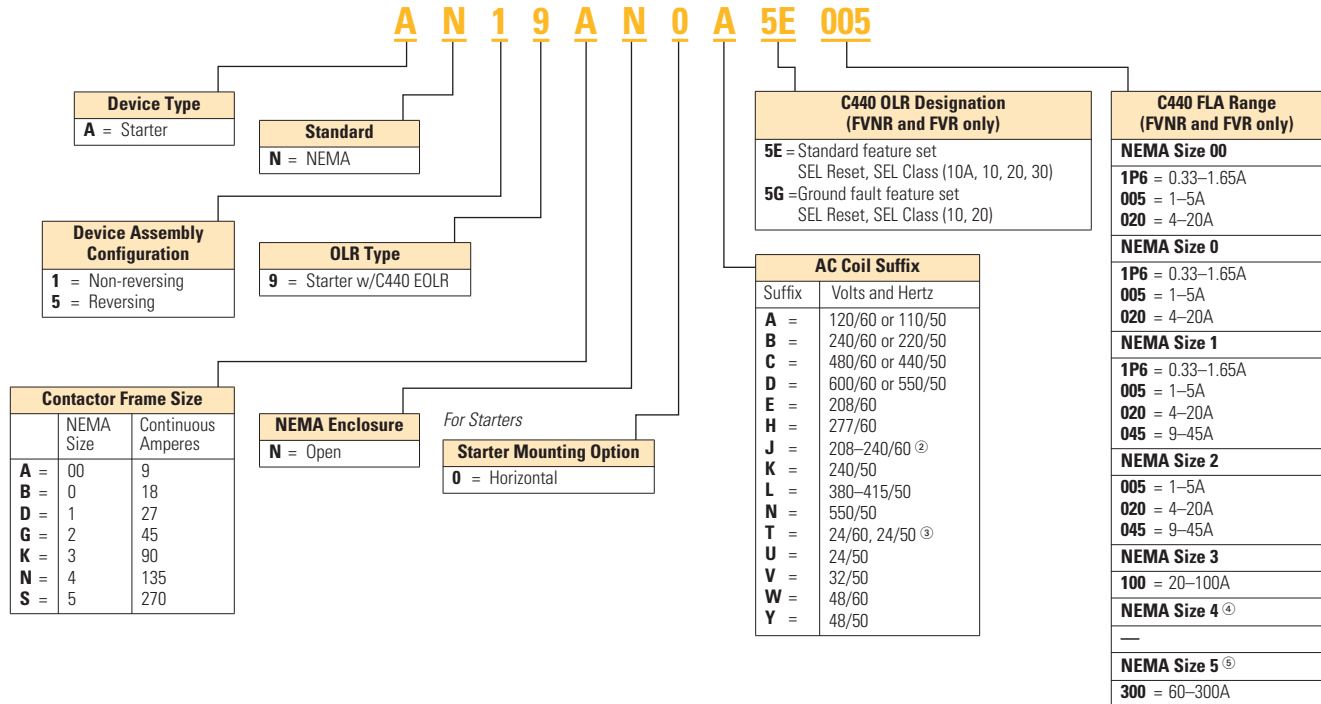 A N 1 9 A N 0 A 5E 005
Device Type
A = Starter
Standard
N = NEMA
Device Assembly
Configuration
1 = Non-reversing
5 = Reversing
OLR Type
9 = Starter w/C440 EOLR
Contactor Frame Size
NEMA Size Continuous Amperes
A = 00 9
B = 0 18
D = 1 27
G = 2 45
K = 3 90
N = 4 135
S = 5 270
NEMA Enclosure
N = Open
For Starters
Starter Mounting Option
0 = Horizontal
C440 OLR Designation
(FVNR and FVR only)
5E = Standard feature set
SEL Reset, SEL Class (10A, 10, 20, 30)
5G =Ground fault feature set
SEL Reset, SEL Class (10, 20)
AC Coil Suffix
Suffix Volts and Hertz
A = 120/60 or 110/50
B = 240/60 or 220/50
C = 480/60 or 440/50
D = 600/60 or 550/50
E = 208/60
H = 277/60
J = 208–240/60 ②
K = 240/50
L = 380–415/50
N = 550/50
T = 24/60, 24/50 ③
U = 24/50
V = 32/50
W = 48/60
Y = 48/50
C440 FLA Range
(FVNR and FVR only)
NEMA Size 00
1P6 = 0.33–1.65A
005 = 1–5A
020 = 4–20A
NEMA Size 0
1P6 = 0.33–1.65A
005 = 1–5A
020 = 4–20A
NEMA Size 1
1P6 = 0.33–1.65A
005 = 1–5A
020 = 4–20A
045 = 9–45A
NEMA Size 2
005 = 1–5A
020 = 4–20A
045 = 9–45A
NEMA Size 3
100 = 20–100A
NEMA Size 4 ④
—
NEMA Size 5 ⑤
300 = 60–300A